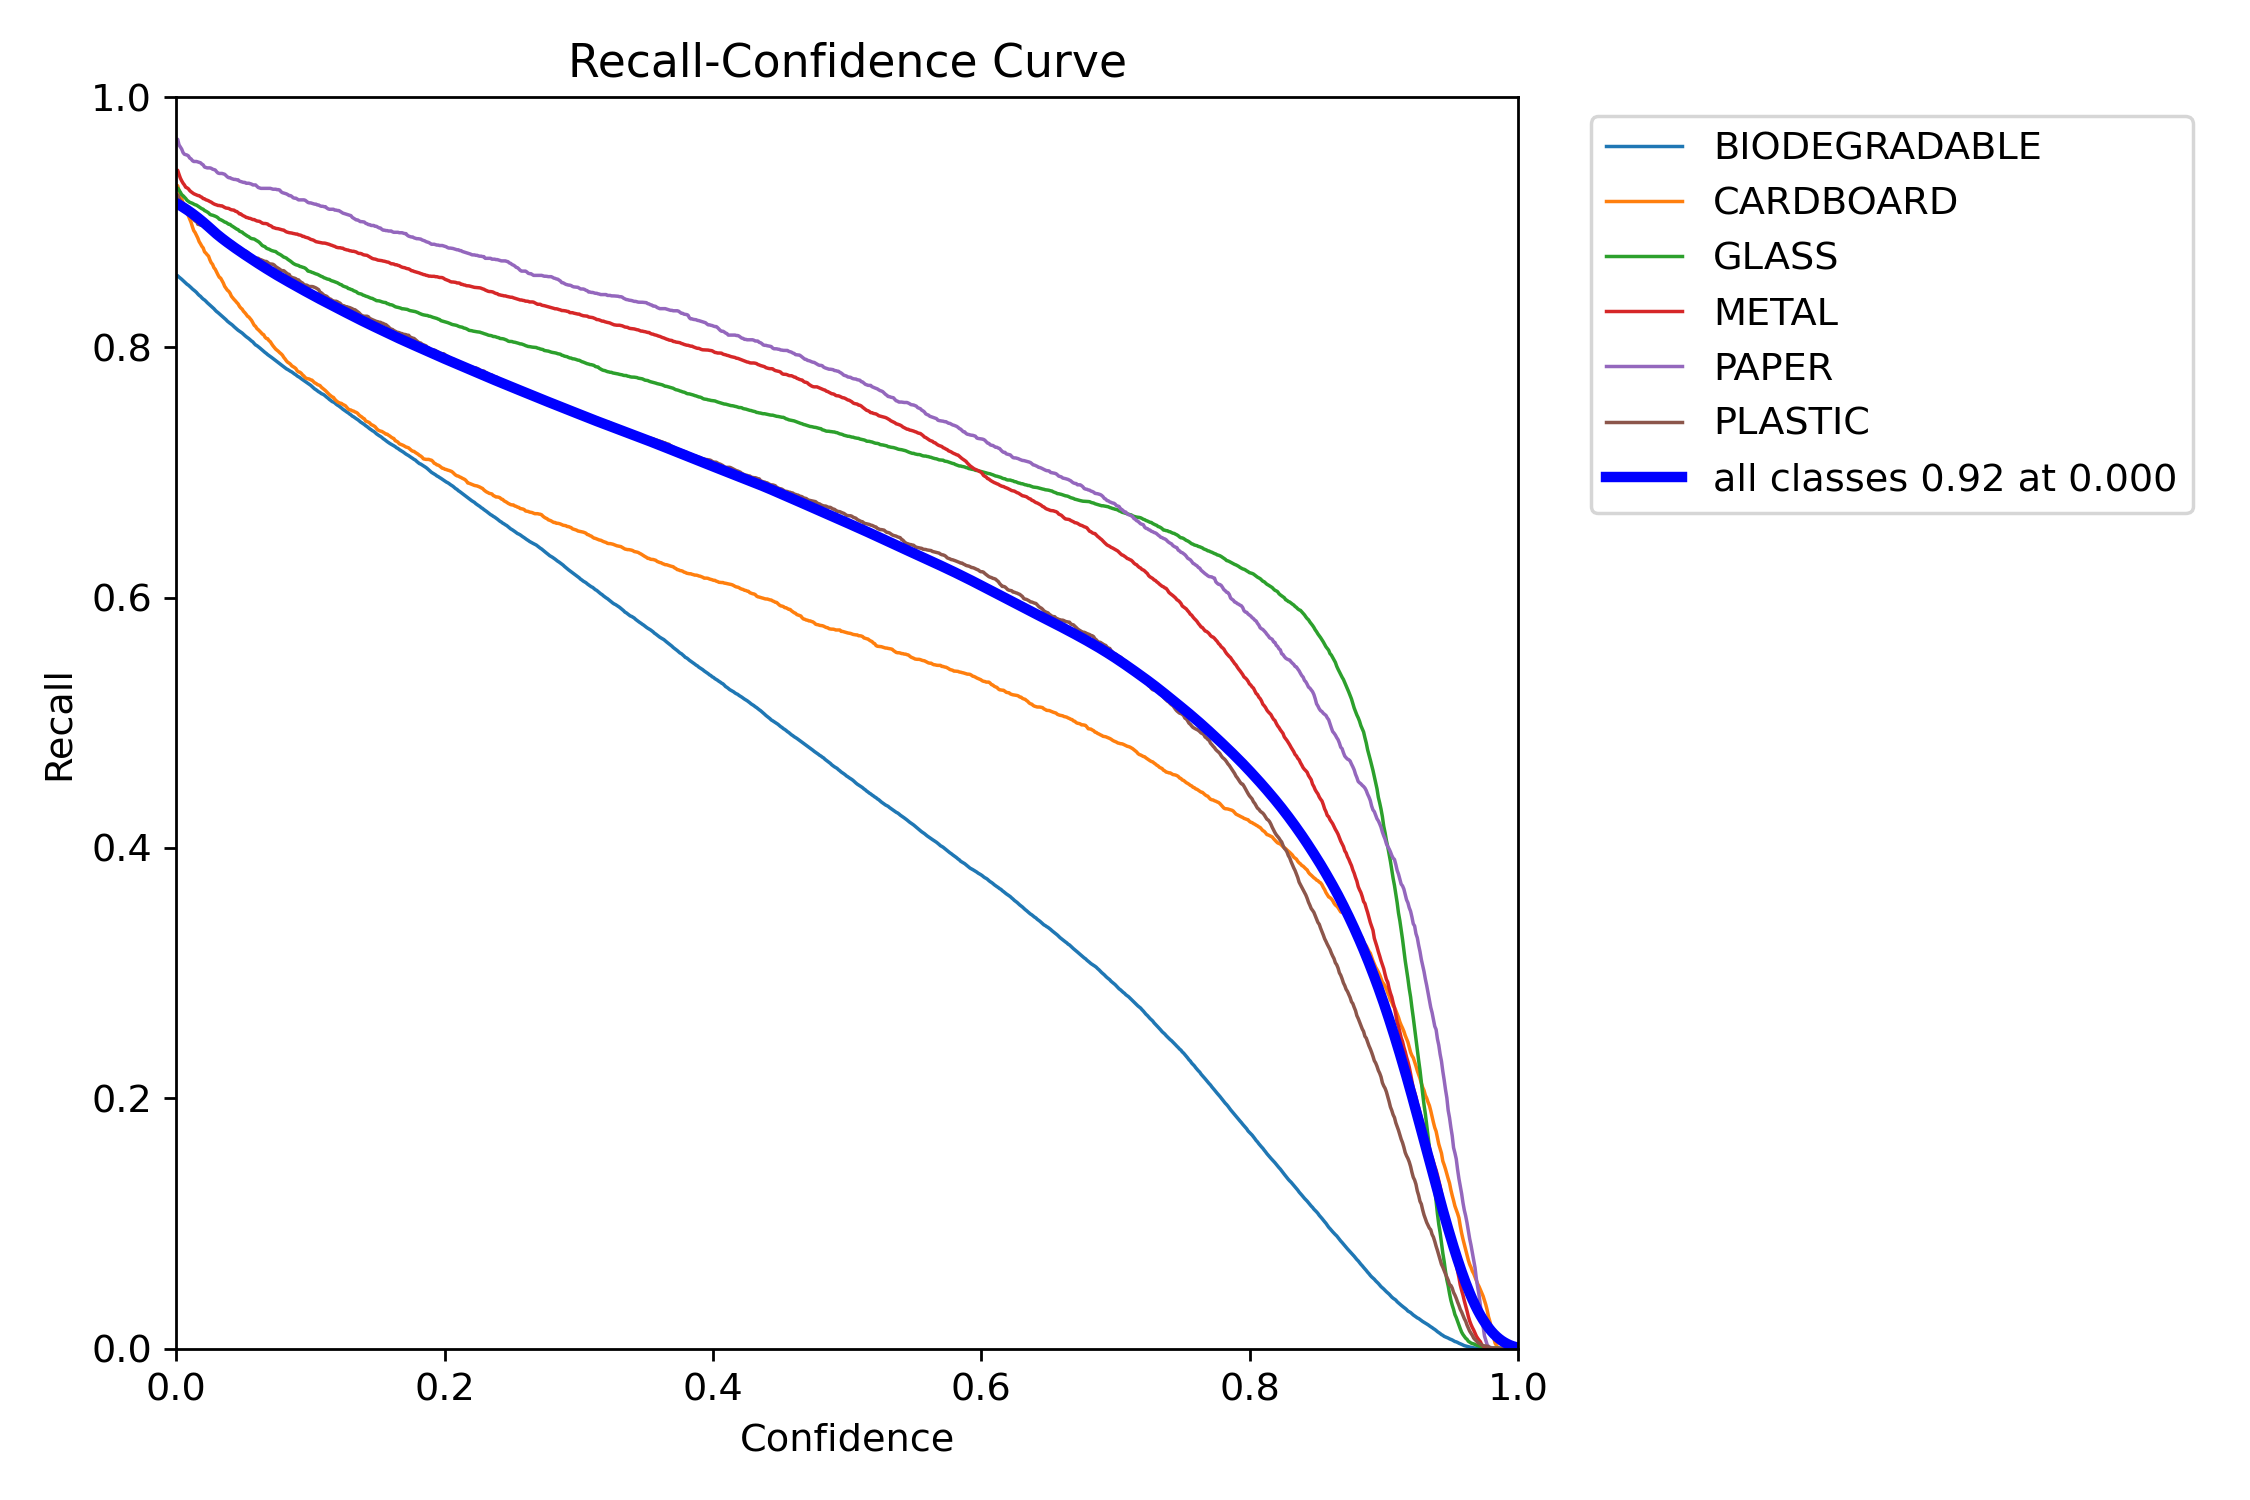 Recall-Confidence Curve
1.0
0.8
0.6
0.4
0.2
0.0
Recall
0.0 0.2 0.4 0.6 0.8 1.0
Confidence
BIODEGRADABLE
CARDBOARD
GLASS
METAL
PAPER
PLASTIC
all classes 0.92 at 0.000